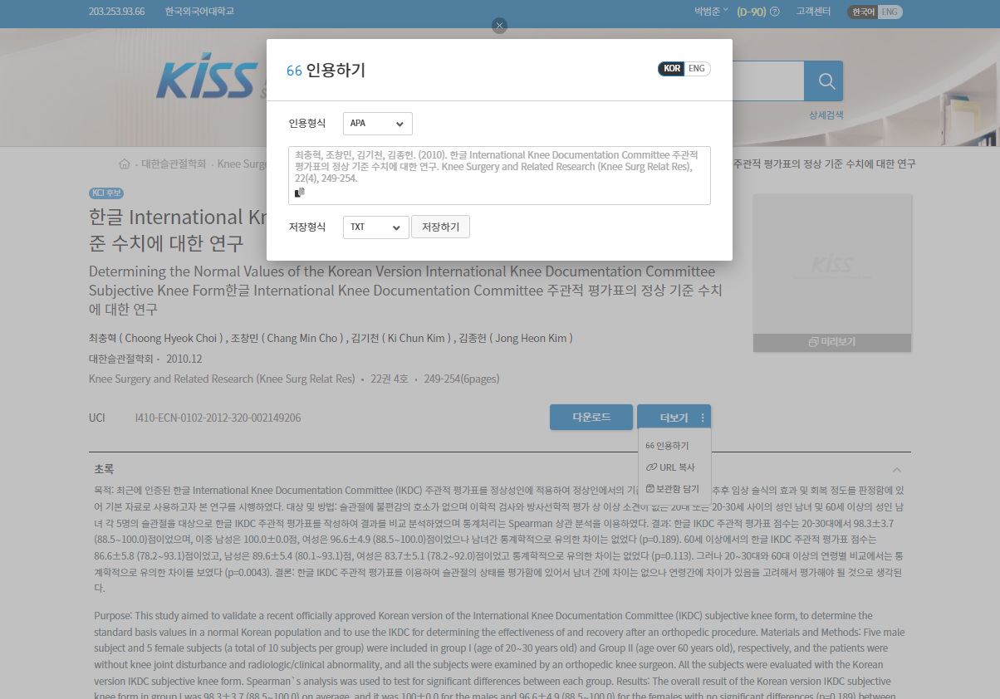 203.253.93.66 한국외국어대학교 박범준 (D-90) ? 고객센터 한국어 ENG
66 인용하기 KOR ENG
KISS
상세검색
인용형식 APA
최충혁, 조창민, 김기천, 김종헌. (2010). 한글 International Knee Documentation Committee 주관적
평가표의 정상 기준 수치에 대한 연구. Knee Surgery and Related Research (Knee Surg Relat Res),
22(4), 249-254.
저장형식 TXT 저장하기
대한슬관절학회 · Knee Surge 주관적 평가표의 정상 기준 수치에 대한 연구
KCI 후보
한글 International Kn
준 수치에 대한 연구
Determining the Normal Values of the Korean Version International Knee Documentation Committee
Subjective Knee Form한글 International Knee Documentation Committee 주관적 평가표의 정상 기준 수치
에 대한 연구
KISS
미리보기
최충혁 ( Choong Hyeok Choi ) , 조창민 ( Chang Min Cho ) , 김기천 ( Ki Chun Kim ) , 김종헌 ( Jong Heon Kim )
대한슬관절학회 - 2010.12
Knee Surgery and Related Research (Knee Surg Relat Res) • 22권 4호 • 249-254(6pages)
UCI I410-ECN-0102-2012-320-002149206
다운로드 더보기
66 인용하기
URL 복사
보관함 담기
초록
목적: 최근에 인증된 한글 International Knee Documentation Committee (IKDC) 주관적 평가표를 정상성인에 적용하여 정상인에서의 기 추후 임상 술식의 효과 및 회복 정도를 판정함에 있
어 기본 자료로 사용하고자 본 연구를 시행하였다. 대상 및 방법: 슬관절에 불편감의 호소가 없으며 이학적 검사와 방사선학적 평가 상 이상 소견이 없는 20대 또는 20-30세 사이의 성인 남녀 및 60세 이상의 성인 남
녀 각 5명의 슬관절을 대상으로 한글 IKDC 주관적 평가표를 작성하여 결과를 비교 분석하였으며 통계처리는 Spearman 상관 분석을 이용하였다. 결과: 한글 IKDC 주관적 평가표 점수는 20-30대에서 98.3±3.7
(88.5~100.0)점이었으며, 이중 남성은 100.0±0.0점, 여성은 96.6±4.9 (88.5~100.0)점이었으나 남녀간 통계학적으로 유의한 차이는 없었다 (p=0.189). 60세 이상에서의 한글 IKDC 주관적 평가표 점수는
86.6±5.8 (78.2~93.1)점이었고, 남성은 89.6±5.4 (80.1~93.1)점, 여성은 83.7±5.1 (78.2~92.0)점이었고 통계학적으로 유의한 차이는 없었다 (p=0.113). 그러나 20~30대와 60대 이상의 연령별 비교에서는 통
계학적으로 유의한 차이를 보였다 (p=0.0043). 결론: 한글 IKDC 주관적 평가표를 이용하여 슬관절의 상태를 평가함에 있어서 남녀 간에 차이는 없으나 연령간에 차이가 있음을 고려해서 평가해야 될 것으로 생각된
다.
Purpose: This study aimed to validate a recent officially approved Korean version of the International Knee Documentation Committee (IKDC) subjective knee form, to determine the
standard basis values in a normal Korean population and to use the IKDC for determining the effectiveness of and recovery after an orthopedic procedure. Materials and Methods: Five male
subject and 5 female subjects (a total of 10 subjects per group) were included in group I (age of 20~30 years old) and Group II (age over 60 years old), respectively, and the patients were
without knee joint disturbance and radiologic/clinical abnormality, and all the subjects were examined by an orthopedic knee surgeon. All the subjects were evaluated with the Korean
version IKDC subjective knee form. Spearman`s analysis was used to test for significant differences between each group. Results: The overall result of the Korean version IKDC subjective
knee form in group I was 98.3±3.7 (88.5~100.0) on average, and it was 100±0.0 for the males and 96.6±4.9 (88.5~100.0) for the females with no significant differences (p=0.189) between